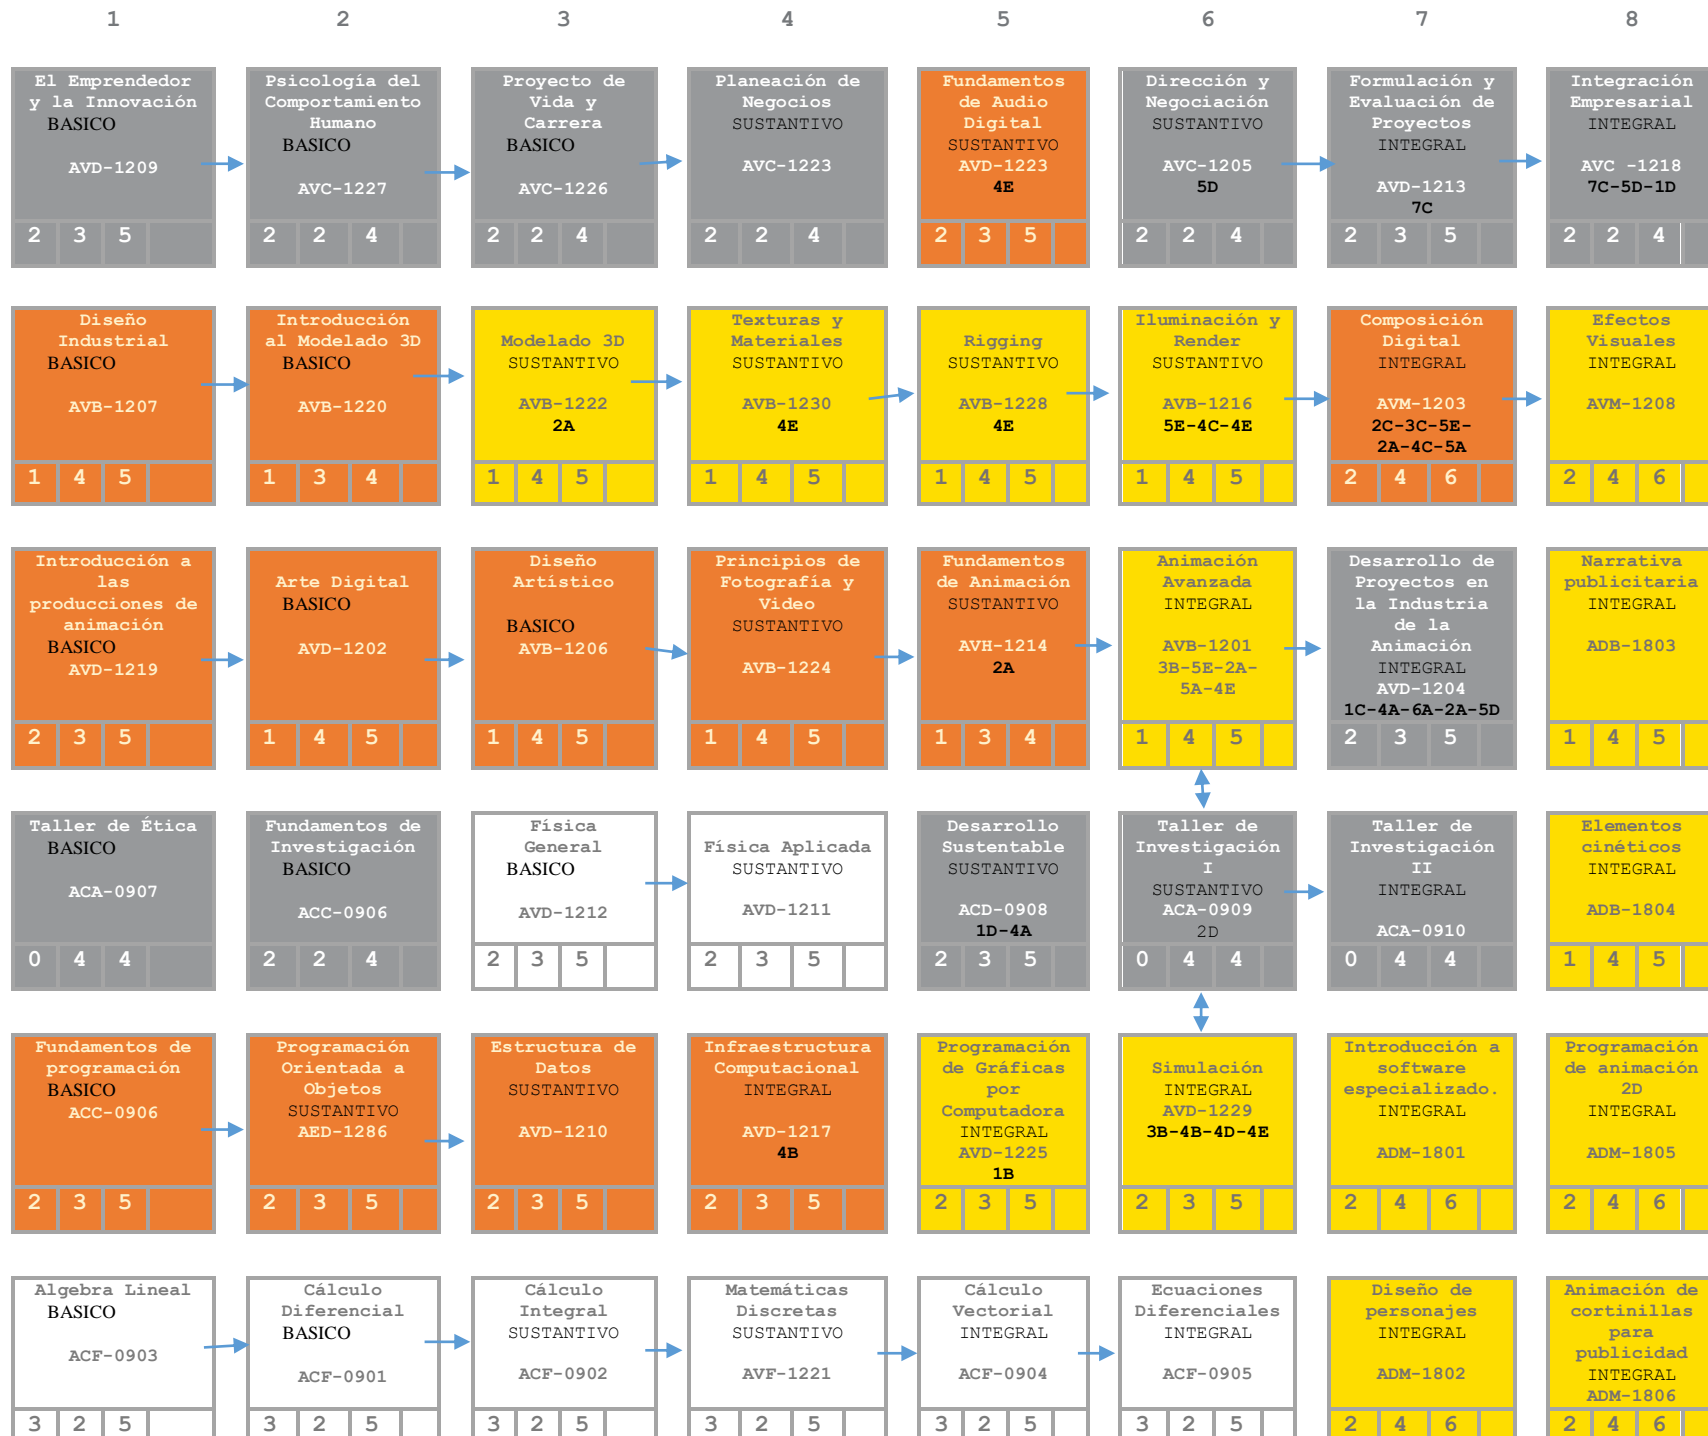 1 2 3 4 5 6 7 8
El Emprendedor
y la Innovación
BASICO
AVD-1209
2 3 5
Psicología del
Comportamiento
Humano
BASICO
AVC-1227
2 2 4
Proyecto de
Vida y
Carrera
BASICO
AVC-1226
2 2 4
Planeación de
Negocios
SUSTANTIVO
AVC-1223
2 2 4
Fundamentos
de Audio
Digital
SUSTANTIVO
AVD-1223
4E
2 3 5
Dirección y
Negociación
SUSTANTIVO
AVC-1205
5D
2 2 4
Formulación y
Evaluación de
Proyectos
INTEGRAL
AVD-1213
7C
2 3 5
Integración
Empresarial
INTEGRAL
AVC -1218
7C-5D-1D
2 2 4
Diseño
Industrial
BASICO
AVB-1207
1 4 5
Introducción
al Modelado 3D
BASICO
AVB-1220
1 3 4
Modelado 3D
SUSTANTIVO
AVB-1222
2A
1 4 5
Texturas y
Materiales
SUSTANTIVO
AVB-1230
4E
1 4 5
Rigging
SUSTANTIVO
AVB-1228
4E
1 4 5
Iluminación y
Render
SUSTANTIVO
AVB-1216
5E-4C-4E
1 4 5
Composición
Digital
INTEGRAL
AVM-1203
2C-3C-5E-
2A-4C-5A
2 4 6
Efectos
Visuales
INTEGRAL
AVM-1208
2 4 6
Introducción a
las
producciones de
animación
BASICO
AVD-1219
2 3 5
Arte Digital
BASICO
AVD-1202
1 4 5
Diseño
Artístico
BASICO
AVB-1206
1 4 5
Principios de
Fotografía y
Video
SUSTANTIVO
AVB-1224
1 4 5
Fundamentos
de Animación
SUSTANTIVO
AVH-1214
2A
1 3 4
Animación
Avanzada
INTEGRAL
AVB-1201
3B-5E-2A-
5A-4E
1 4 5
Desarrollo de
Proyectos en
la Industria
de la
Animación
INTEGRAL
AVD-1204
1C-4A-6A-2A-5D
2 3 5
Narrativa
publicitaria
INTEGRAL
ADB-1803
1 4 5
Taller de Ética
BASICO
ACA-0907
0 4 4
Fundamentos de
Investigación
BASICO
ACC-0906
2 2 4
Física
General
BASICO
AVD-1212
2 3 5
Física Aplicada
SUSTANTIVO
AVD-1211
2 3 5
Desarrollo
Sustentable
SUSTANTIVO
ACD-0908
1D-4A
2 3 5
Taller de
Investigación
I
SUSTANTIVO
ACA-0909
2D
0 4 4
Taller de
Investigación
II
INTEGRAL
ACA-0910
0 4 4
Elementos
cinéticos
INTEGRAL
ADB-1804
1 4 5
Fundamentos de
programación
BASICO
ACC-0906
2 3 5
Programación
Orientada a
Objetos
SUSTANTIVO
AED-1286
2 3 5
Estructura de
Datos
SUSTANTIVO
AVD-1210
2 3 5
Infraestructura
Computacional
INTEGRAL
AVD-1217
4B
2 3 5
Programación
de Gráficas
por
Computadora
INTEGRAL
AVD-1225
1B
2 3 5
Simulación
INTEGRAL
AVD-1229
3B-4B-4D-4E
2 3 5
Introducción a
software
especializado.
INTEGRAL
ADM-1801
2 4 6
Programación
de animación
2D
INTEGRAL
ADM-1805
2 4 6
Algebra Lineal
BASICO
ACF-0903
3 2 5
Cálculo
Diferencial
BASICO
ACF-0901
3 2 5
Cálculo
Integral
SUSTANTIVO
ACF-0902
3 2 5
Matemáticas
Discretas
SUSTANTIVO
AVF-1221
3 2 5
Cálculo
Vectorial
INTEGRAL
ACF-0904
3 2 5
Ecuaciones
Diferenciales
INTEGRAL
ACF-0905
3 2 5
Diseño de
personajes
INTEGRAL
ADM-1802
2 4 6
Animación de
cortinillas
para
publicidad
INTEGRAL
ADM-1806
2 4 6